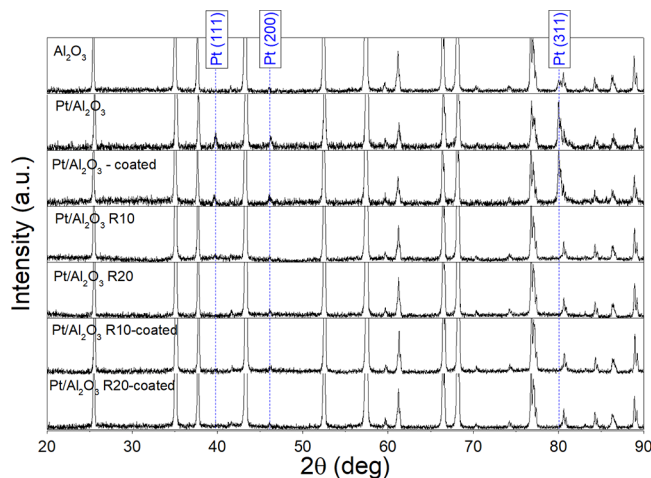 Pt (111)
Pt (200)
Pt (311)
Al₂O₃
Pt/Al₂O₃
Pt/Al₂O₃ - coated
Pt/Al₂O₃ R10
Pt/Al₂O₃ R20
Pt/Al₂O₃ R10-coated
Pt/Al₂O₃ R20-coated
Intensity (a.u.)
20 30 40 50 60 70 80 90
2θ (deg)